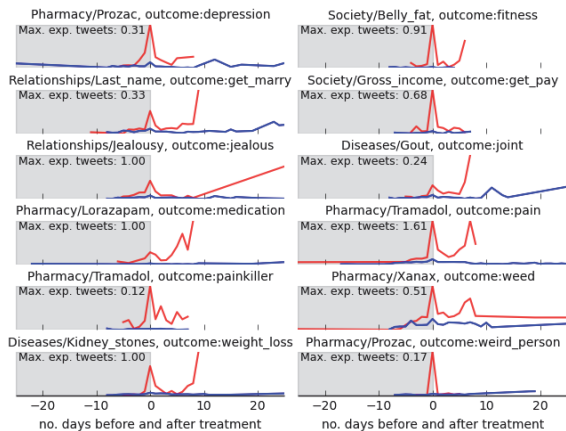 Pharmacy/Prozac, outcome:depression
Max. exp. tweets: 0.31
Society/Belly_fat, outcome:fitness
Max. exp. tweets: 0.91
Relationships/Last_name, outcome:get_marry
Max. exp. tweets: 0.33
Society/Gross_income, outcome:get_pay
Max. exp. tweets: 0.68
Relationships/Jealousy, outcome:jealous
Max. exp. tweets: 1.00
Diseases/Gout, outcome:joint
Max. exp. tweets: 0.24
Pharmacy/Lorazapam, outcome:medication
Max. exp. tweets: 1.00
Pharmacy/Tramadol, outcome:pain
Max. exp. tweets: 1.61
Pharmacy/Tramadol, outcome:painkiller
Max. exp. tweets: 0.12
Pharmacy/Xanax, outcome:weed
Max. exp. tweets: 0.51
Diseases/Kidney_stones, outcome:weight_loss
Max. exp. tweets: 1.00
Pharmacy/Prozac, outcome:weird_person
Max. exp. tweets: 0.17
−20 −10 0 10 20
−20 −10 0 10 20
no. days before and after treatment
no. days before and after treatment